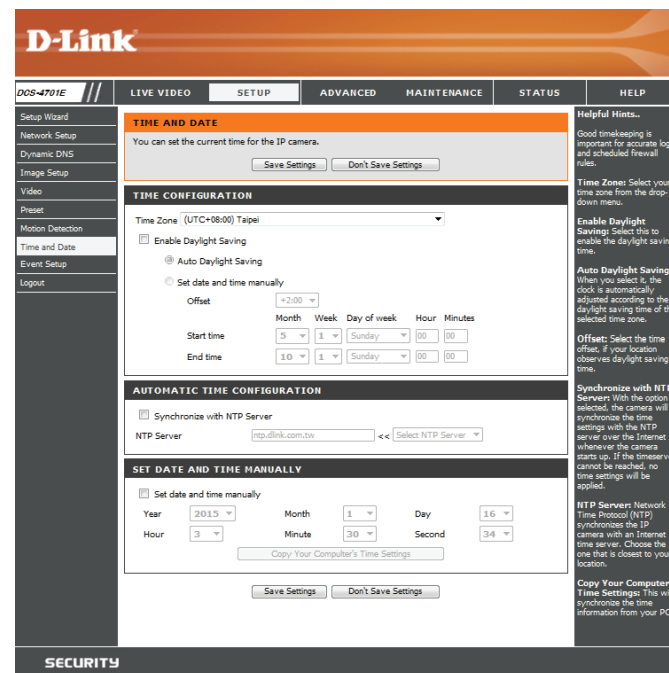 D-Link
DCS-4701E // LIVE VIDEO SETUP ADVANCED MAINTENANCE STATUS HELP
Setup Wizard
Network Setup
Dynamic DNS
Image Setup
Video
Preset
Motion Detection
Time and Date
Event Setup
Logout
TIME AND DATE
You can set the current time for the IP camera.
Save Settings Don't Save Settings
TIME CONFIGURATION
Time Zone (UTC+08:00) Taipei
Enable Daylight Saving
Auto Daylight Saving
Set date and time manually
Offset +2:00
Month Week Day of week Hour Minutes
Start time 5 1 Sunday 00 00
End time 10 1 Sunday 00 00
AUTOMATIC TIME CONFIGURATION
Synchronize with NTP Server
NTP Server ntp.dlink.com.tw << Select NTP Server
SET DATE AND TIME MANUALLY
Set date and time manually
Year 2015 Month 1 Day 16
Hour 3 Minute 30 Second 34
Copy Your Computer's Time Settings
Save Settings Don't Save Settings
Helpful Hints..
Good timekeeping is
important for accurate log
and scheduled firewall
rules.
Time Zone: Select your
time zone from the drop-
down menu.
Enable Daylight
Saving: Select this to
enable the daylight savin
time.
Auto Daylight Saving
When you select it, the
clock is automatically
adjusted according to the
daylight saving time of th
selected time zone.
Offset: Select the time
offset, if your location
observes daylight saving
time.
Synchronize with NTP
Server: With the option
selected, the camera will
synchronize the time
settings with the NTP
server over the Internet
whenever the camera
starts up. If the timeserve
cannot be reached, no
time settings will be
applied.
NTP Server: Network
Time Protocol (NTP)
synchronizes the IP
camera with an Internet
time server. Choose the
one that is closest to you
location.
Copy Your Computer
Time Settings: This wi
synchronize the time
information from your PC
SECURITY